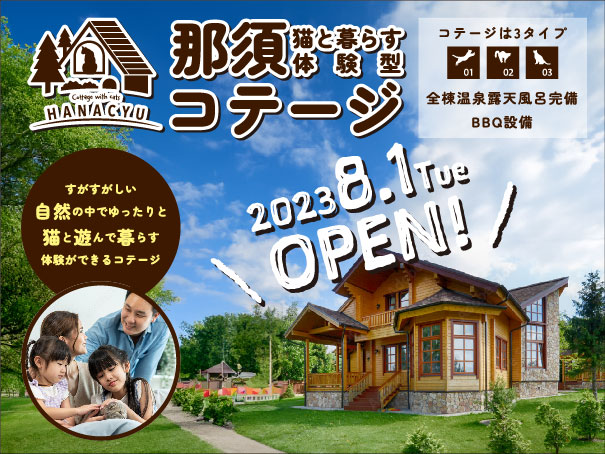 Cottage with cats
HANACYU
那須
猫と暮らす
体験型
コテージ
コテージは3タイプ
01 02 03
全棟温泉露天風呂完備
BBQ設備
2023 8.1 Tue
OPEN!
すがすがしい
自然の中でゆったりと
猫と遊んで暮らす
体験ができるコテージ